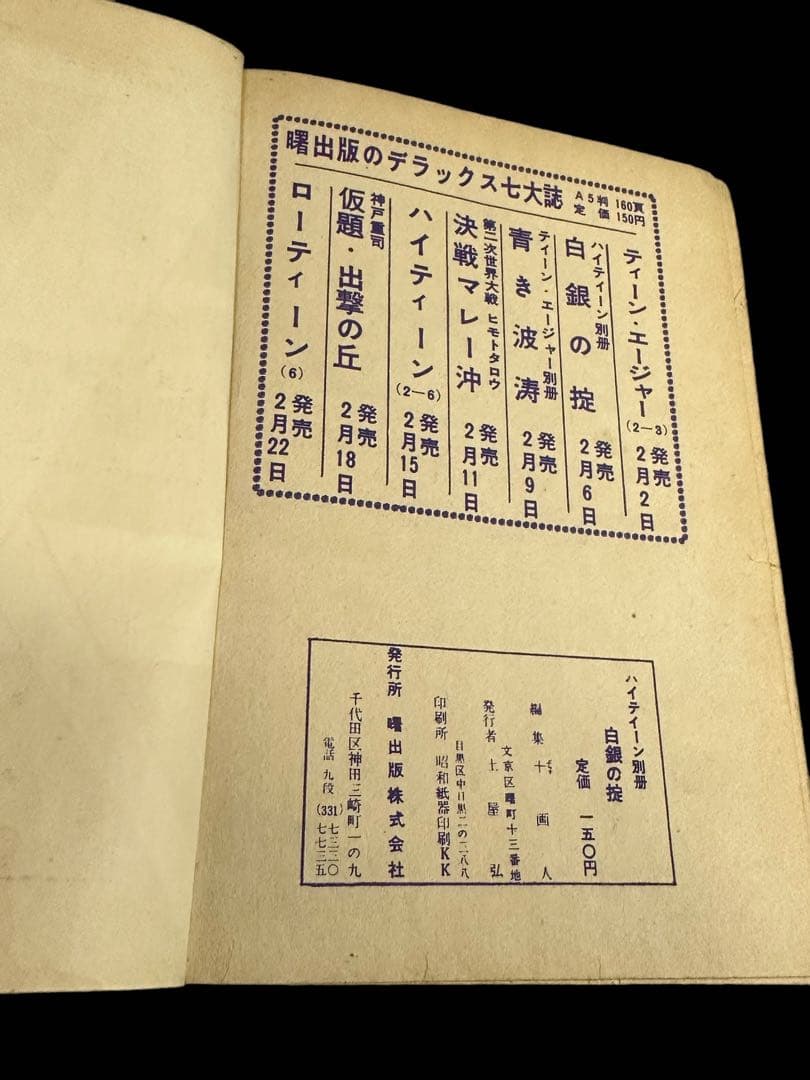 曙出版のデラックス七大誌 A5判 160頁
定価 150円
ティーン・エージャー(2—3) 発売2月2日
ハイティーン別冊
白銀の掟 発売2月6日
ティーン・エージャー別冊
青き波涛 発売2月9日
第二次世界大戦 ヒモトタロウ
決戦マレー沖 発売2月11日
ハイティーン(2—6) 発売2月15日
神戸重司
仮題・出撃の丘 発売2月18日
ローティーン(6) 発売2月22日
ハイティーン別冊
白銀の掟
定価 一五〇円
編集 十画人
文京区曙町十三番地
発行者 土屋弘
目黒区中目黒二の二八八
印刷所 昭和紙器印刷KK
発行所 曙出版株式会社
千代田区神田三崎町一の九
電話 九段 (331) 七三三〇
七七二五